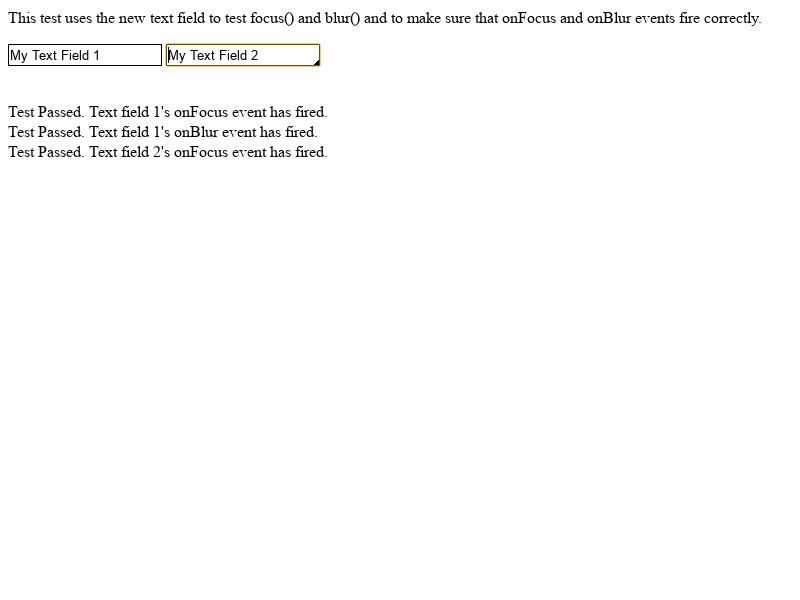 This test uses the new text field to test focus() and blur() and to make sure that onFocus and onBlur events fire correctly.
My Text Field 1 My Text Field 2
Test Passed. Text field 1's onFocus event has fired.
Test Passed. Text field 1's onBlur event has fired.
Test Passed. Text field 2's onFocus event has fired.